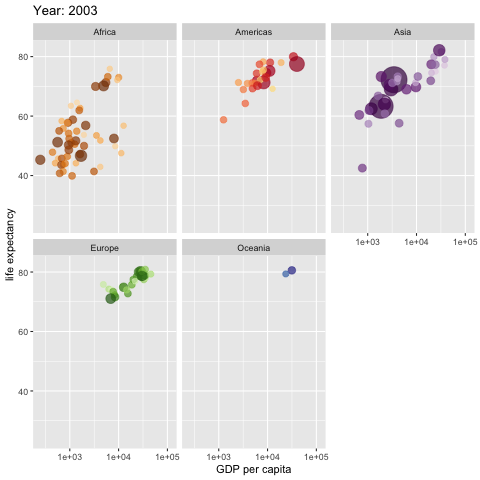 Year: 2003
Africa
Americas
Asia
80
60
40
life expectancy
1e+03 1e+04 1e+05
Europe
Oceania
80
60
40
1e+03 1e+04 1e+05
1e+03 1e+04 1e+05
GDP per capita